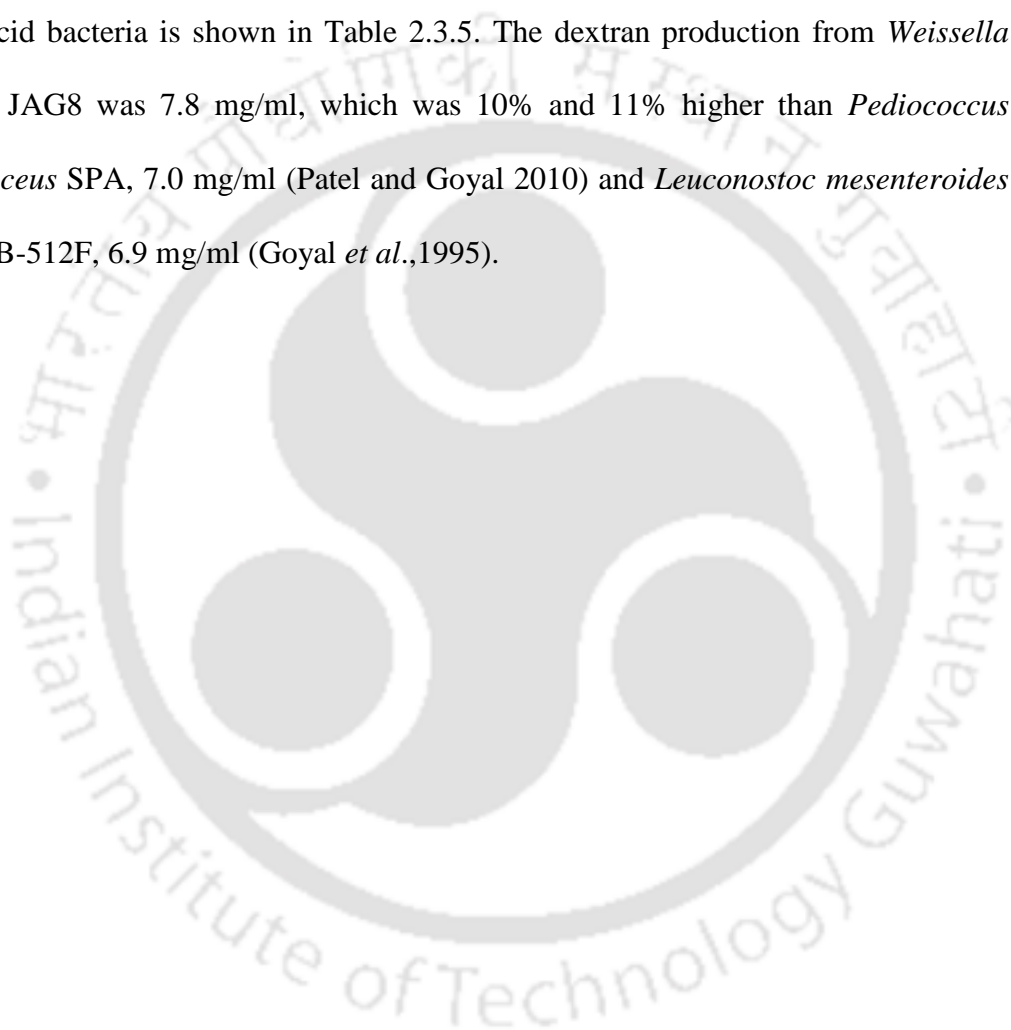 cid bacteria is shown in Table 2.3.5. The dextran production from Weissella
JAG8 was 7.8 mg/ml, which was 10% and 11% higher than Pediococcus
ceus SPA, 7.0 mg/ml (Patel and Goyal 2010) and Leuconostoc mesenteroides
B-512F, 6.9 mg/ml (Goyal et al.,1995).
भारतीय प्रौद्योगिकी संस्थान गुवाहाटी
Indian Institute of Technology Guwahati